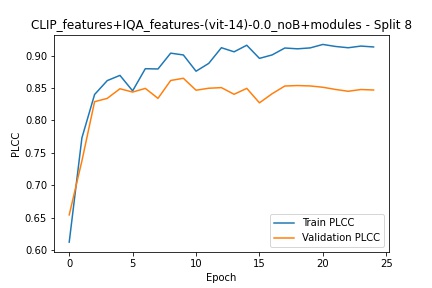 CLIP_features+IQA_features-(vit-14)-0.0_noB+modules - Split 8
PLCC
0.90
0.85
0.80
0.75
0.70
0.65
0.60
Train PLCC
Validation PLCC
0 5 10 15 20 25
Epoch